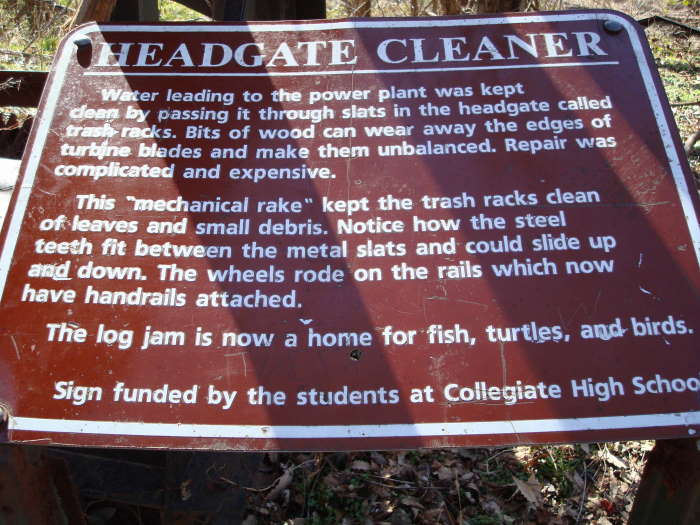 HEADGATE CLEANER
Water leading to the power plant was kept
clean by passing it through slats in the headgate called
trash racks. Bits of wood can wear away the edges of
turbine blades and make them unbalanced. Repair was
complicated and expensive.
This "mechanical rake" kept the trash racks clean
of leaves and small debris. Notice how the steel
teeth fit between the metal slats and could slide up
and down. The wheels rode on the rails which now
have handrails attached.
The log jam is now a home for fish, turtles, and birds.
Sign funded by the students at Collegiate High Schoo